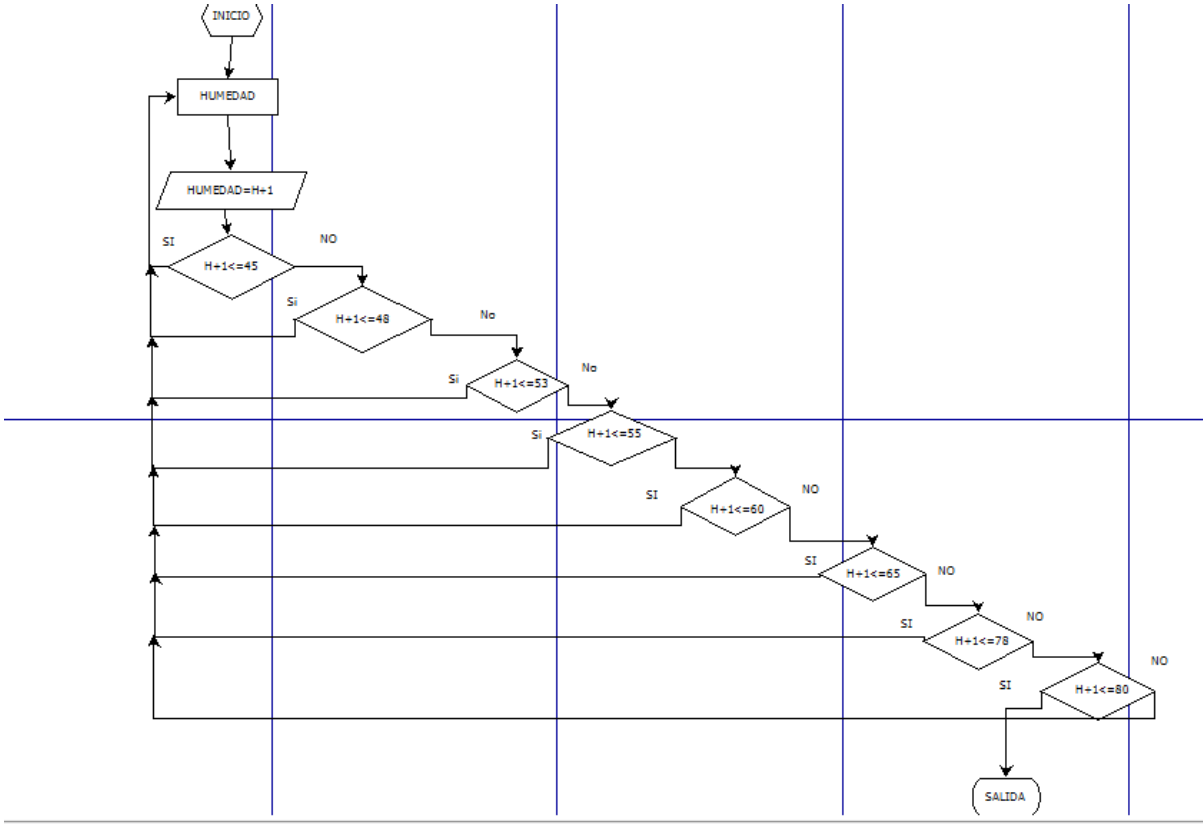 INICIO
HUMEDAD
HUMEDAD=H+1
SI
NO
H+1<=45
Si
No
H+1<=48
Si
No
H+1<=53
Si
H+1<=55
SI
NO
H+1<=60
SI
NO
H+1<=65
SI
NO
H+1<=78
SI
NO
H+1<=80
SALIDA